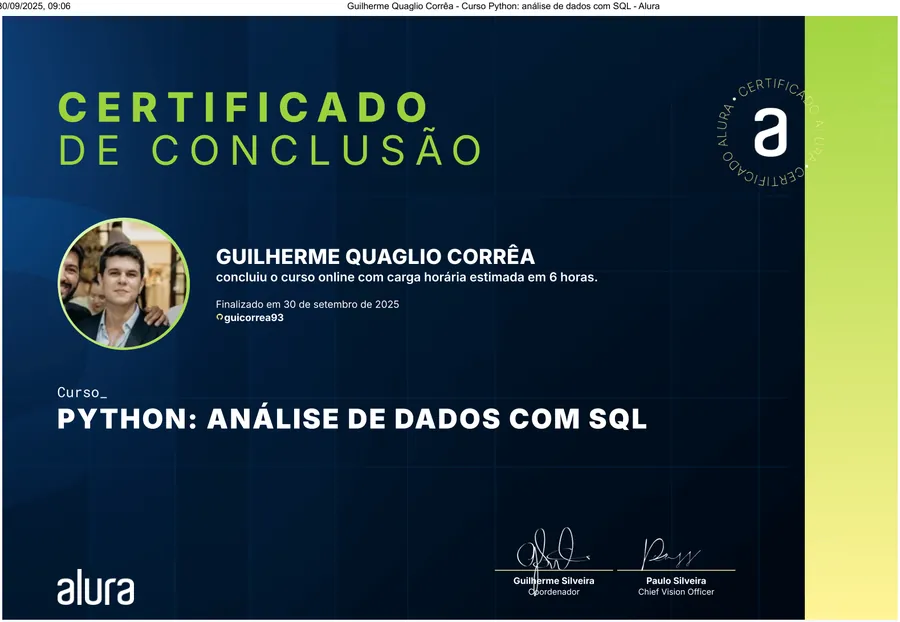 30/09/2025, 09:06
Guilherme Quaglio Corrêa - Curso Python: análise de dados com SQL - Alura
CERTIFICADO
DE CONCLUSÃO
CERTIFICADO ALURA • CERTIFICADO ALURA •
a
GUILHERME QUAGLIO CORRÊA
concluiu o curso online com carga horária estimada em 6 horas.
Finalizado em 30 de setembro de 2025
guicorrea93
Curso_
PYTHON: ANÁLISE DE DADOS COM SQL
alura
Guilherme Silveira
Coordenador
Paulo Silveira
Chief Vision Officer